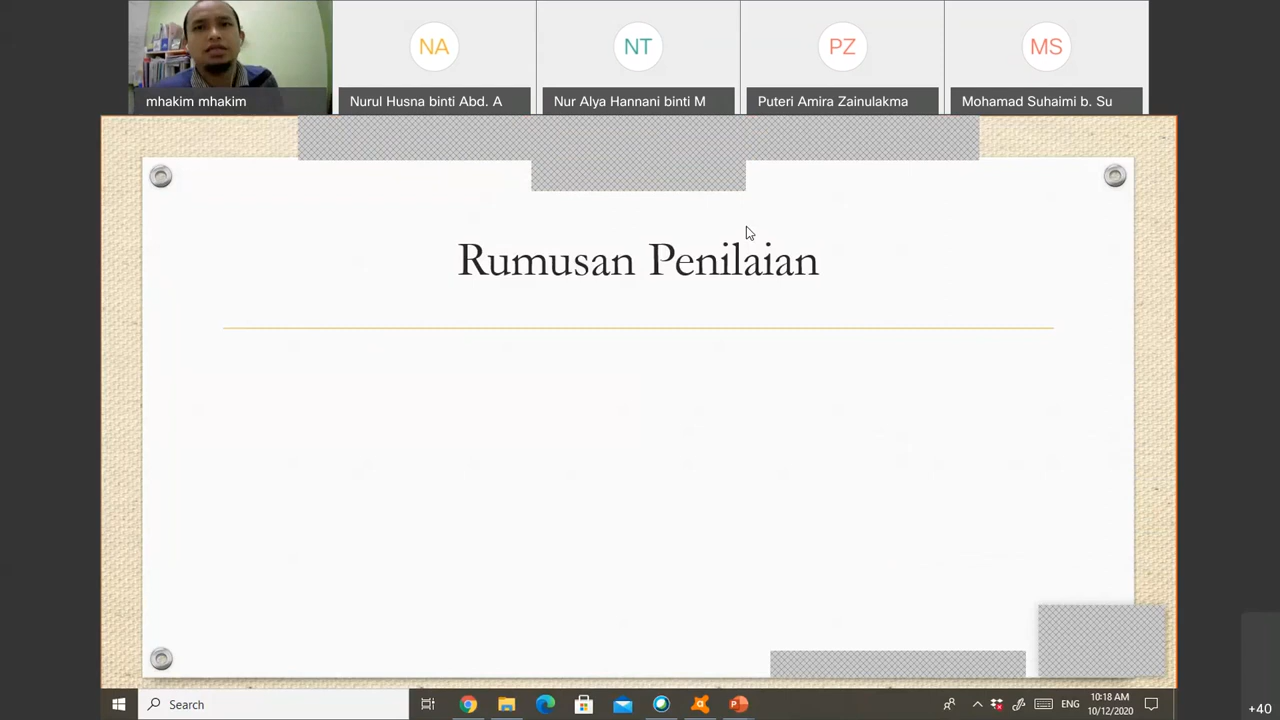 NA
NT
PZ
MS
mhakim mhakim
Nurul Husna binti Abd. A
Nur Alya Hannani binti M
Puteri Amira Zainulakma
Mohamad Suhaimi b. Su
Rumusan Penilaian
Search
ENG
10:18 AM
10/12/2020
+40